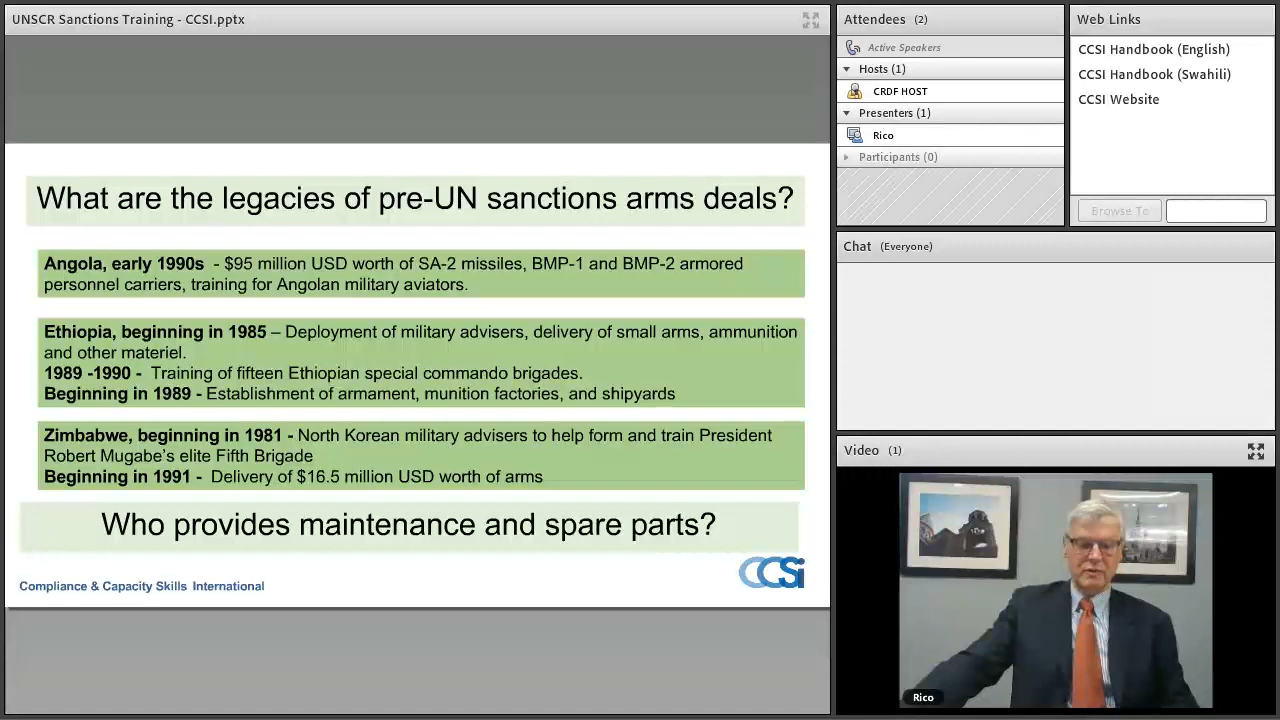 UNSCR Sanctions Training - CCSI.pptx
What are the legacies of pre-UN sanctions arms deals?
Angola, early 1990s - $95 million USD worth of SA-2 missiles, BMP-1 and BMP-2 armored
personnel carriers, training for Angolan military aviators.
Ethiopia, beginning in 1985 – Deployment of military advisers, delivery of small arms, ammunition
and other materiel.
1989 -1990 - Training of fifteen Ethiopian special commando brigades.
Beginning in 1989 - Establishment of armament, munition factories, and shipyards
Zimbabwe, beginning in 1981 - North Korean military advisers to help form and train President
Robert Mugabe's elite Fifth Brigade
Beginning in 1991 - Delivery of $16.5 million USD worth of arms
Who provides maintenance and spare parts?
Compliance & Capacity Skills International
CCSi
Attendees (2)
Active Speakers
Hosts (1)
CRDF HOST
Presenters (1)
Rico
Participants (0)
Web Links
CCSI Handbook (English)
CCSI Handbook (Swahili)
CCSI Website
Browse To
Chat (Everyone)
Video (1)
Rico